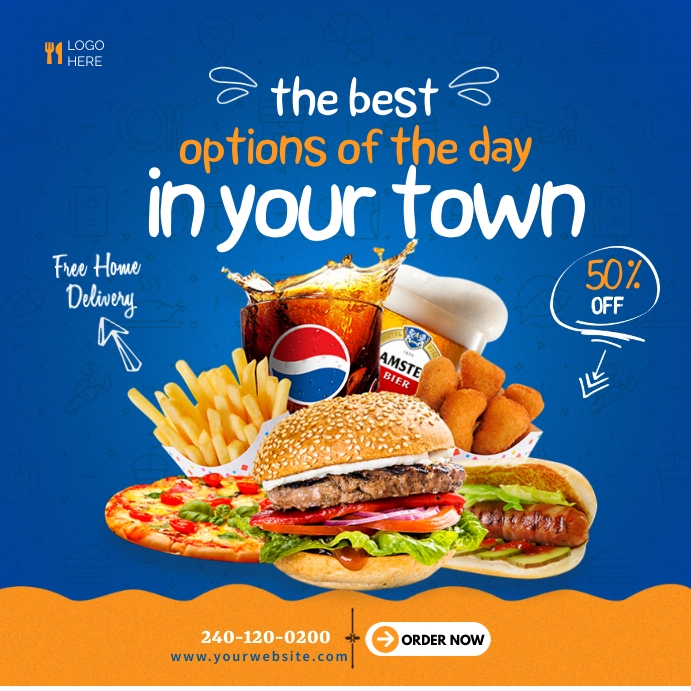 LOGO
HERE
the best
options of the day
in your town
Free Home
Delivery
50%
OFF
AMSTE
BIER
240-120-0200
www.yourwebsite.com
ORDER NOW